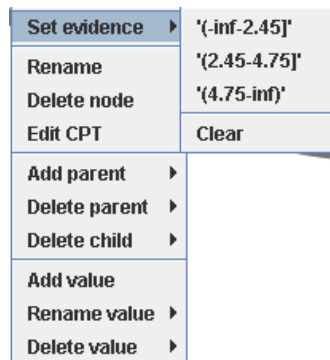 Set evidence
Rename
Delete node
Edit CPT
Add parent
Delete parent
Delete child
Add value
Rename value
Delete value
'(-inf-2.45]'
'(2.45-4.75]'
'(4.75-inf)'
Clear